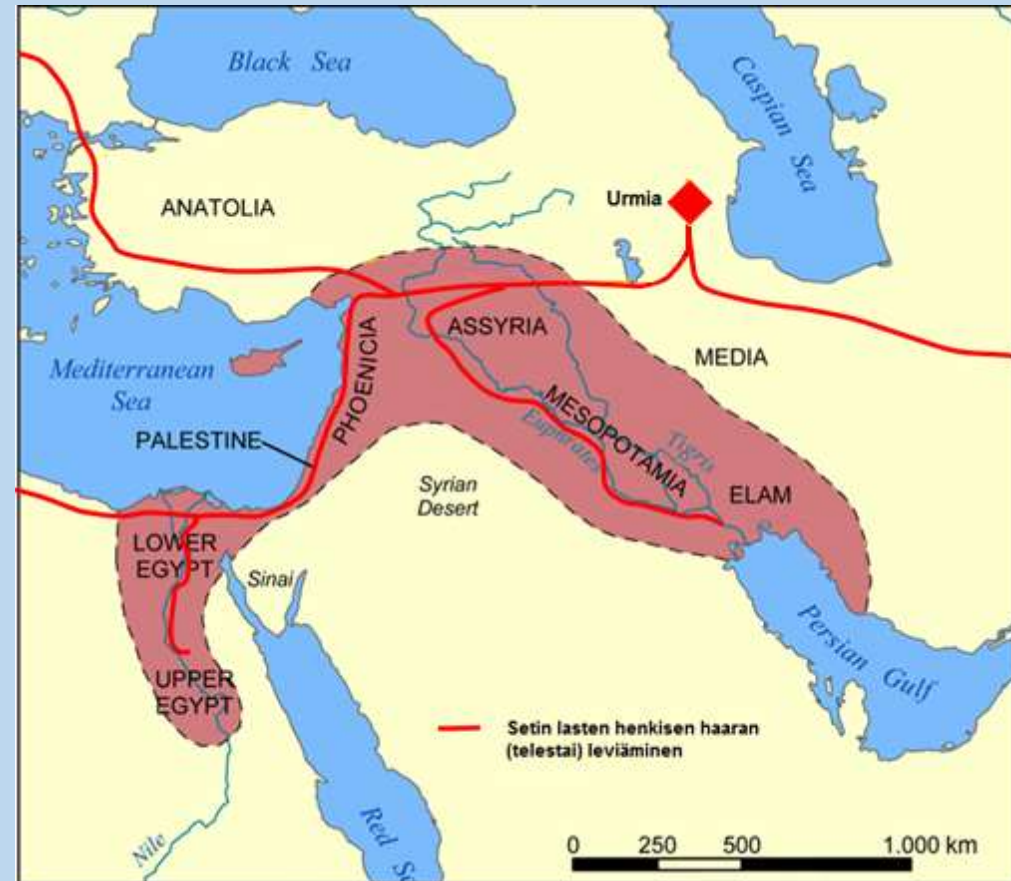 Black Sea
Caspian Sea
Urmia
ANATOLIA
ASSYRIA
MEDIA
Mediterranean
Sea
PHOENICIA
MESOPOTAMIA
Euphrates
Tigris
PALESTINE
ELAM
Syrian
Desert
LOWER
EGYPT
Sinai
Persian Gulf
UPPER
EGYPT
Setin lasten henkisen haaran
(telestai) leviäminen
Nile
Red Se
0 250 500 1.000 km